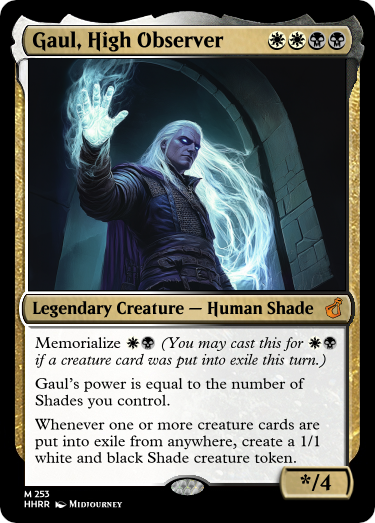 Gaul, High Observer
Legendary Creature — Human Shade
Memorialize (You may cast this for
if a creature card was put into exile this turn.)
Gaul's power is equal to the number of
Shades you control.
Whenever one or more creature cards are
put into exile from anywhere, create a 1/1
white and black Shade creature token.
*/4
M 253
HHRR Midjourney